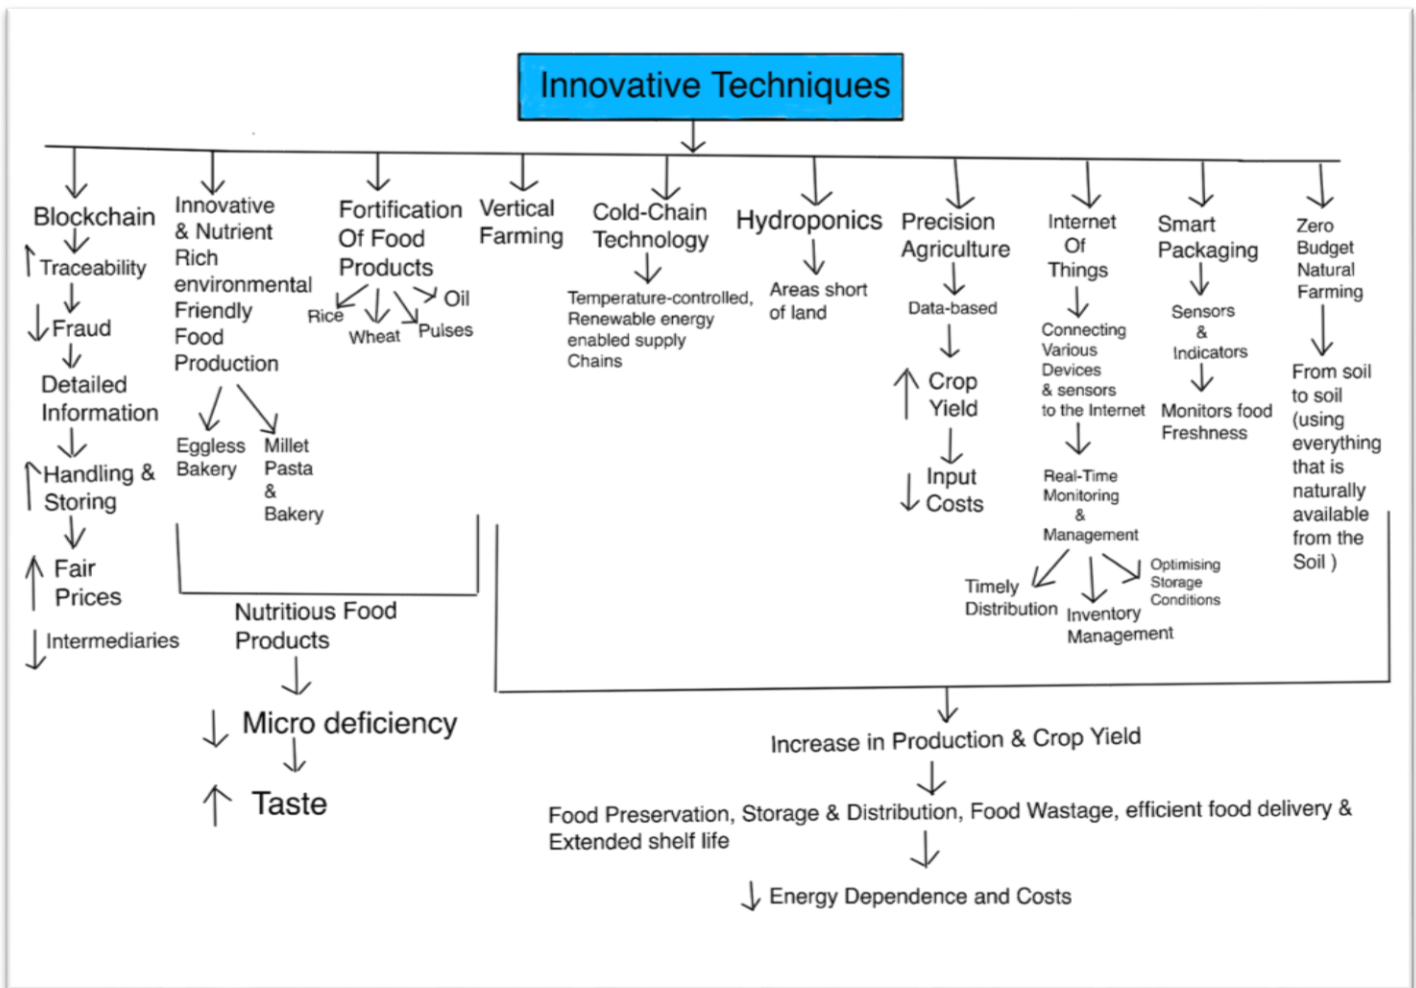 Innovative Techniques
Blockchain
↑ Traceability
↓ Fraud
Detailed
Information
↑ Handling &
Storing
↑ Fair
Prices
↓ Intermediaries
Innovative
& Nutrient
Rich
environmental
Friendly
Food
Production
Eggless
Bakery
Millet
Pasta
&
Bakery
Fortification
Of Food
Products
Rice
Wheat
Pulses
Oil
Nutritious Food
Products
↓ Micro deficiency
↑ Taste
Vertical
Farming
Cold-Chain
Technology
Temperature-controlled,
Renewable energy
enabled supply
Chains
Hydroponics
Areas short
of land
Precision
Agriculture
Data-based
↑ Crop
Yield
↓ Input
Costs
Internet
Of
Things
Connecting
Various
Devices
& sensors
to the Internet
Real-Time
Monitoring
&
Management
Timely
Distribution
Inventory
Management
Optimising
Storage
Conditions
Smart
Packaging
Sensors
&
Indicators
Monitors food
Freshness
Zero
Budget
Natural
Farming
From soil
to soil
(using
everything
that is
naturally
available
from the
Soil )
Increase in Production & Crop Yield
Food Preservation, Storage & Distribution, Food Wastage, efficient food delivery &
Extended shelf life
↓ Energy Dependence and Costs